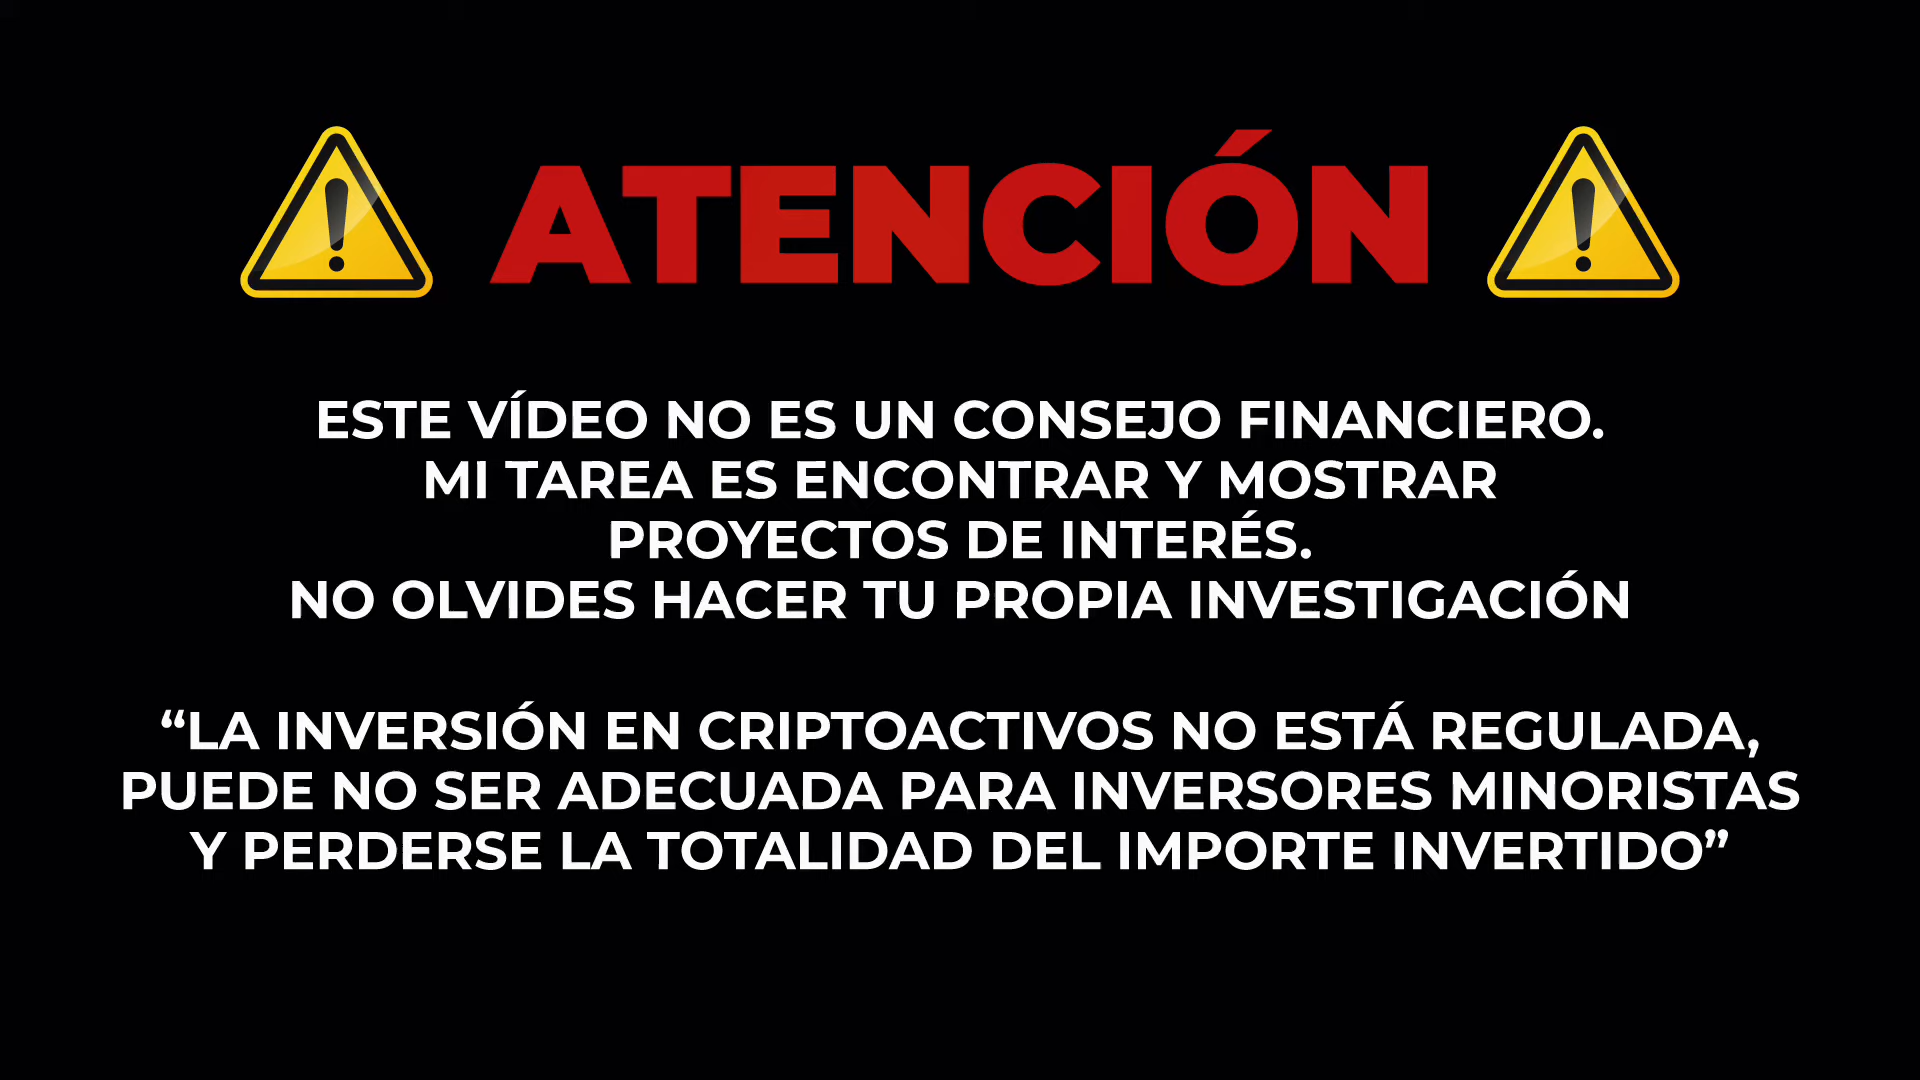 ATENCIÓN
ESTE VÍDEO NO ES UN CONSEJO FINANCIERO.
MI TAREA ES ENCONTRAR Y MOSTRAR
PROYECTOS DE INTERÉS.
NO OLVIDES HACER TU PROPIA INVESTIGACIÓN
“LA INVERSIÓN EN CRIPTOACTIVOS NO ESTÁ REGULADA,
PUEDE NO SER ADECUADA PARA INVERSORES MINORISTAS
Y PERDERSE LA TOTALIDAD DEL IMPORTE INVERTIDO”